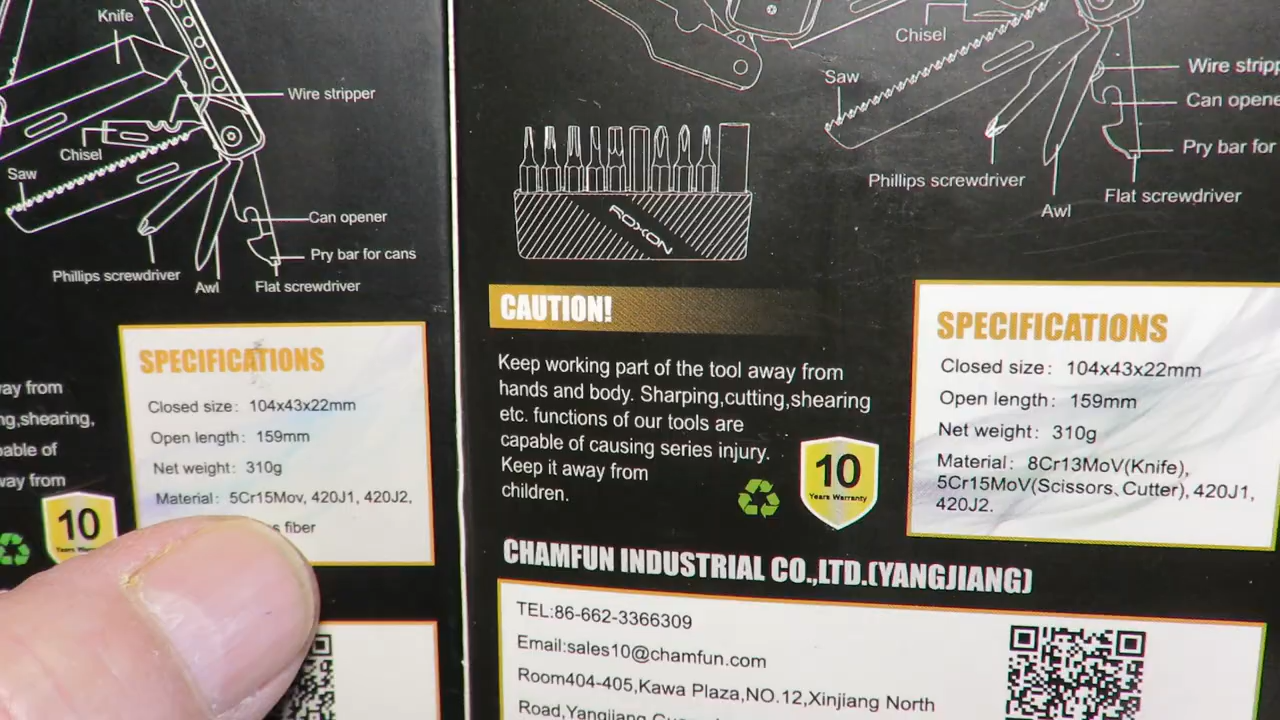 Knife
Wire stripper
Chisel
Saw
Can opener
Pry bar for cans
Phillips screwdriver
Awl
Flat screwdriver
SPECIFICATIONS
Closed size: 104x43x22mm
Open length: 159mm
Net weight: 310g
Material: 5Cr15Mov, 420J1, 420J2,
fiber
from
shearing,
of
from
10
Years
Chisel
Saw
Wire
Can
Pry bar for
Phillips screwdriver
Flat screwdriver
Awl
ROXON
CAUTION!
Keep working part of the tool away from
hands and body. Sharping,cutting,shearing
etc. functions of our tools are
capable of causing series injury.
Keep it away from
children.
10
Years Warranty
SPECIFICATIONS
Closed size: 104x43x22mm
Open length: 159mm
Net weight: 310g
Material: 8Cr13MoV(Knife),
5Cr15MoV(Scissors、Cutter), 420J1,
420J2.
CHAMFUN INDUSTRIAL CO.,LTD.(YANGJIANG)
TEL:86-662-3366309
Email:sales10@chamfun.com
Room404-405,Kawa Plaza,NO.12,Xinjiang North
Road,Yangjiang